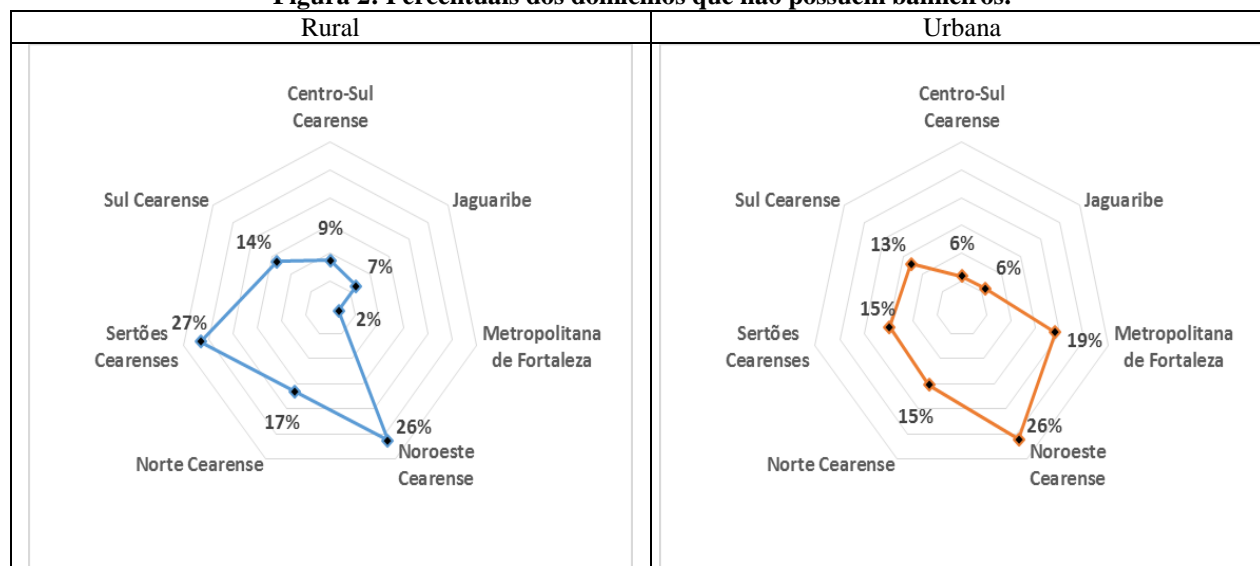 Figura 2: Percentuais dos domicílios que não possuem banheiros.
Rural
Urbana
Centro-Sul
Cearense
Jaguaribe
Metropolitana
de Fortaleza
Noroeste
Cearense
Norte Cearense
Sertões
Cearenses
Sul Cearense
9%
7%
2%
26%
17%
27%
14%
Centro-Sul
Cearense
Jaguaribe
Metropolitana
de Fortaleza
Noroeste
Cearense
Norte Cearense
Sertões
Cearenses
Sul Cearense
6%
6%
19%
26%
15%
15%
13%